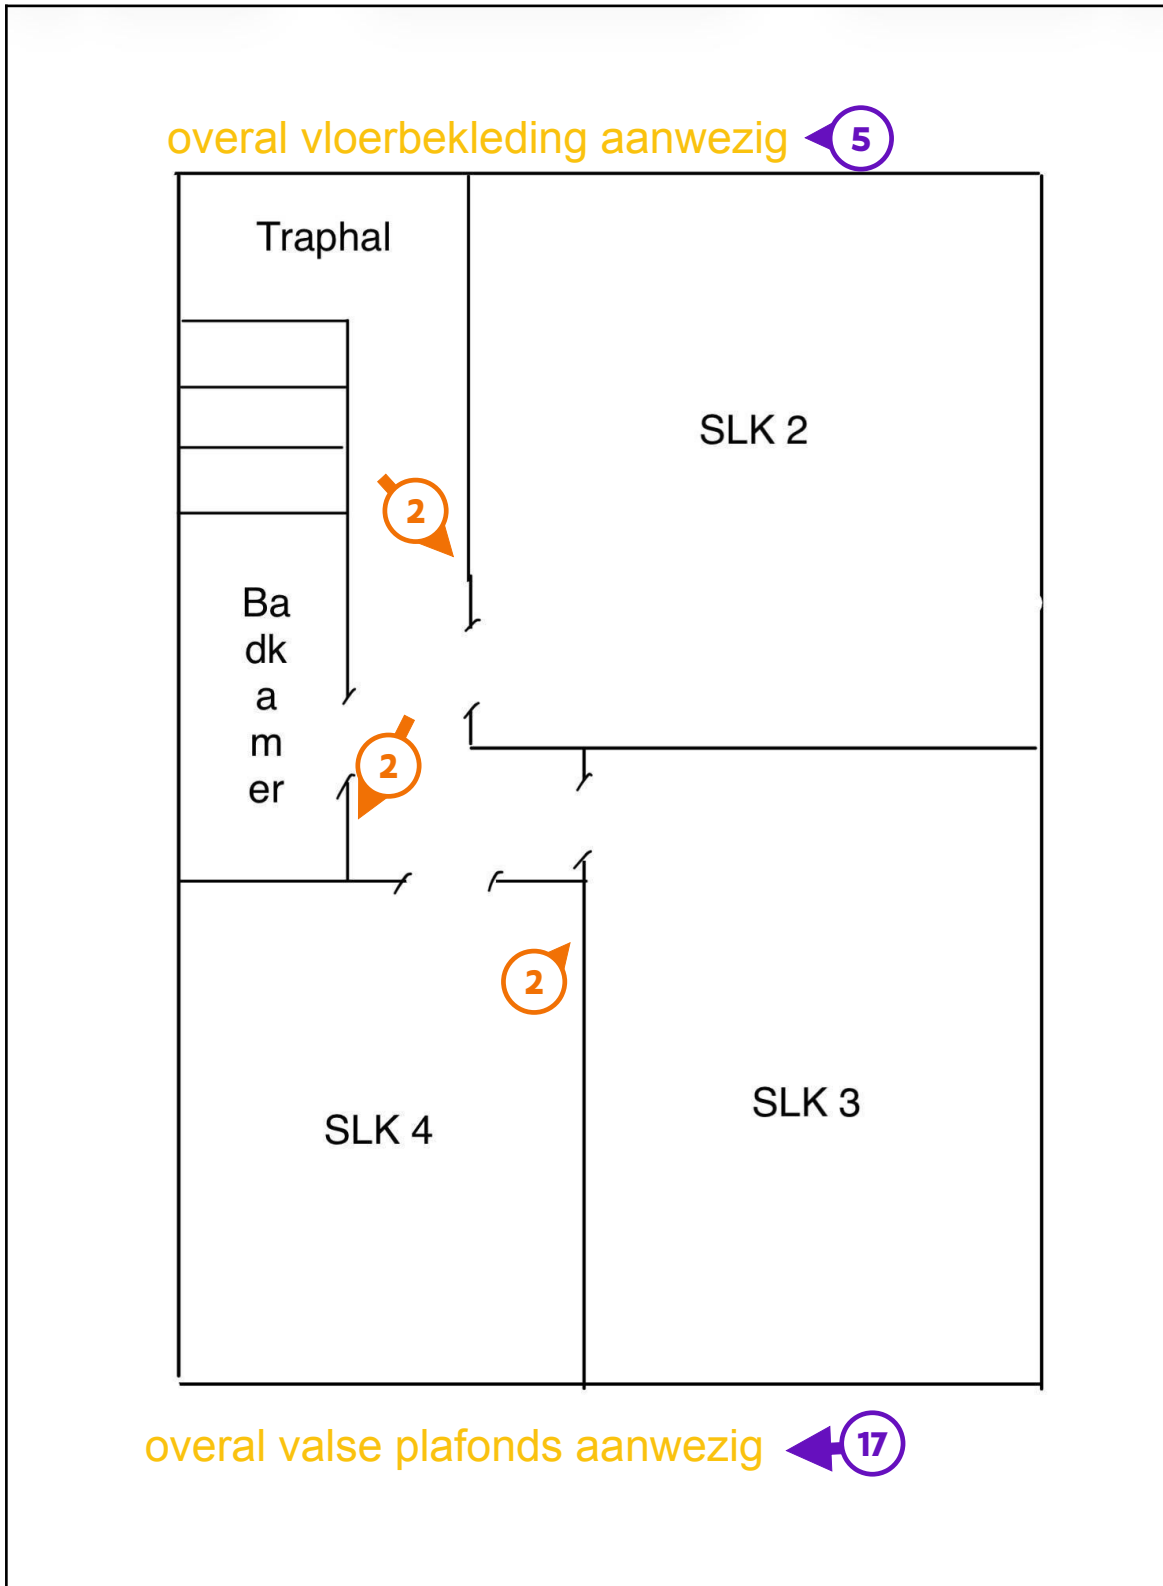 overal vloerbekleding aanwezig 5
Traphal
SLK 2
2
Ba
dk
a
m
er
2
2
SLK 3
SLK 4
overal valse plafonds aanwezig 17